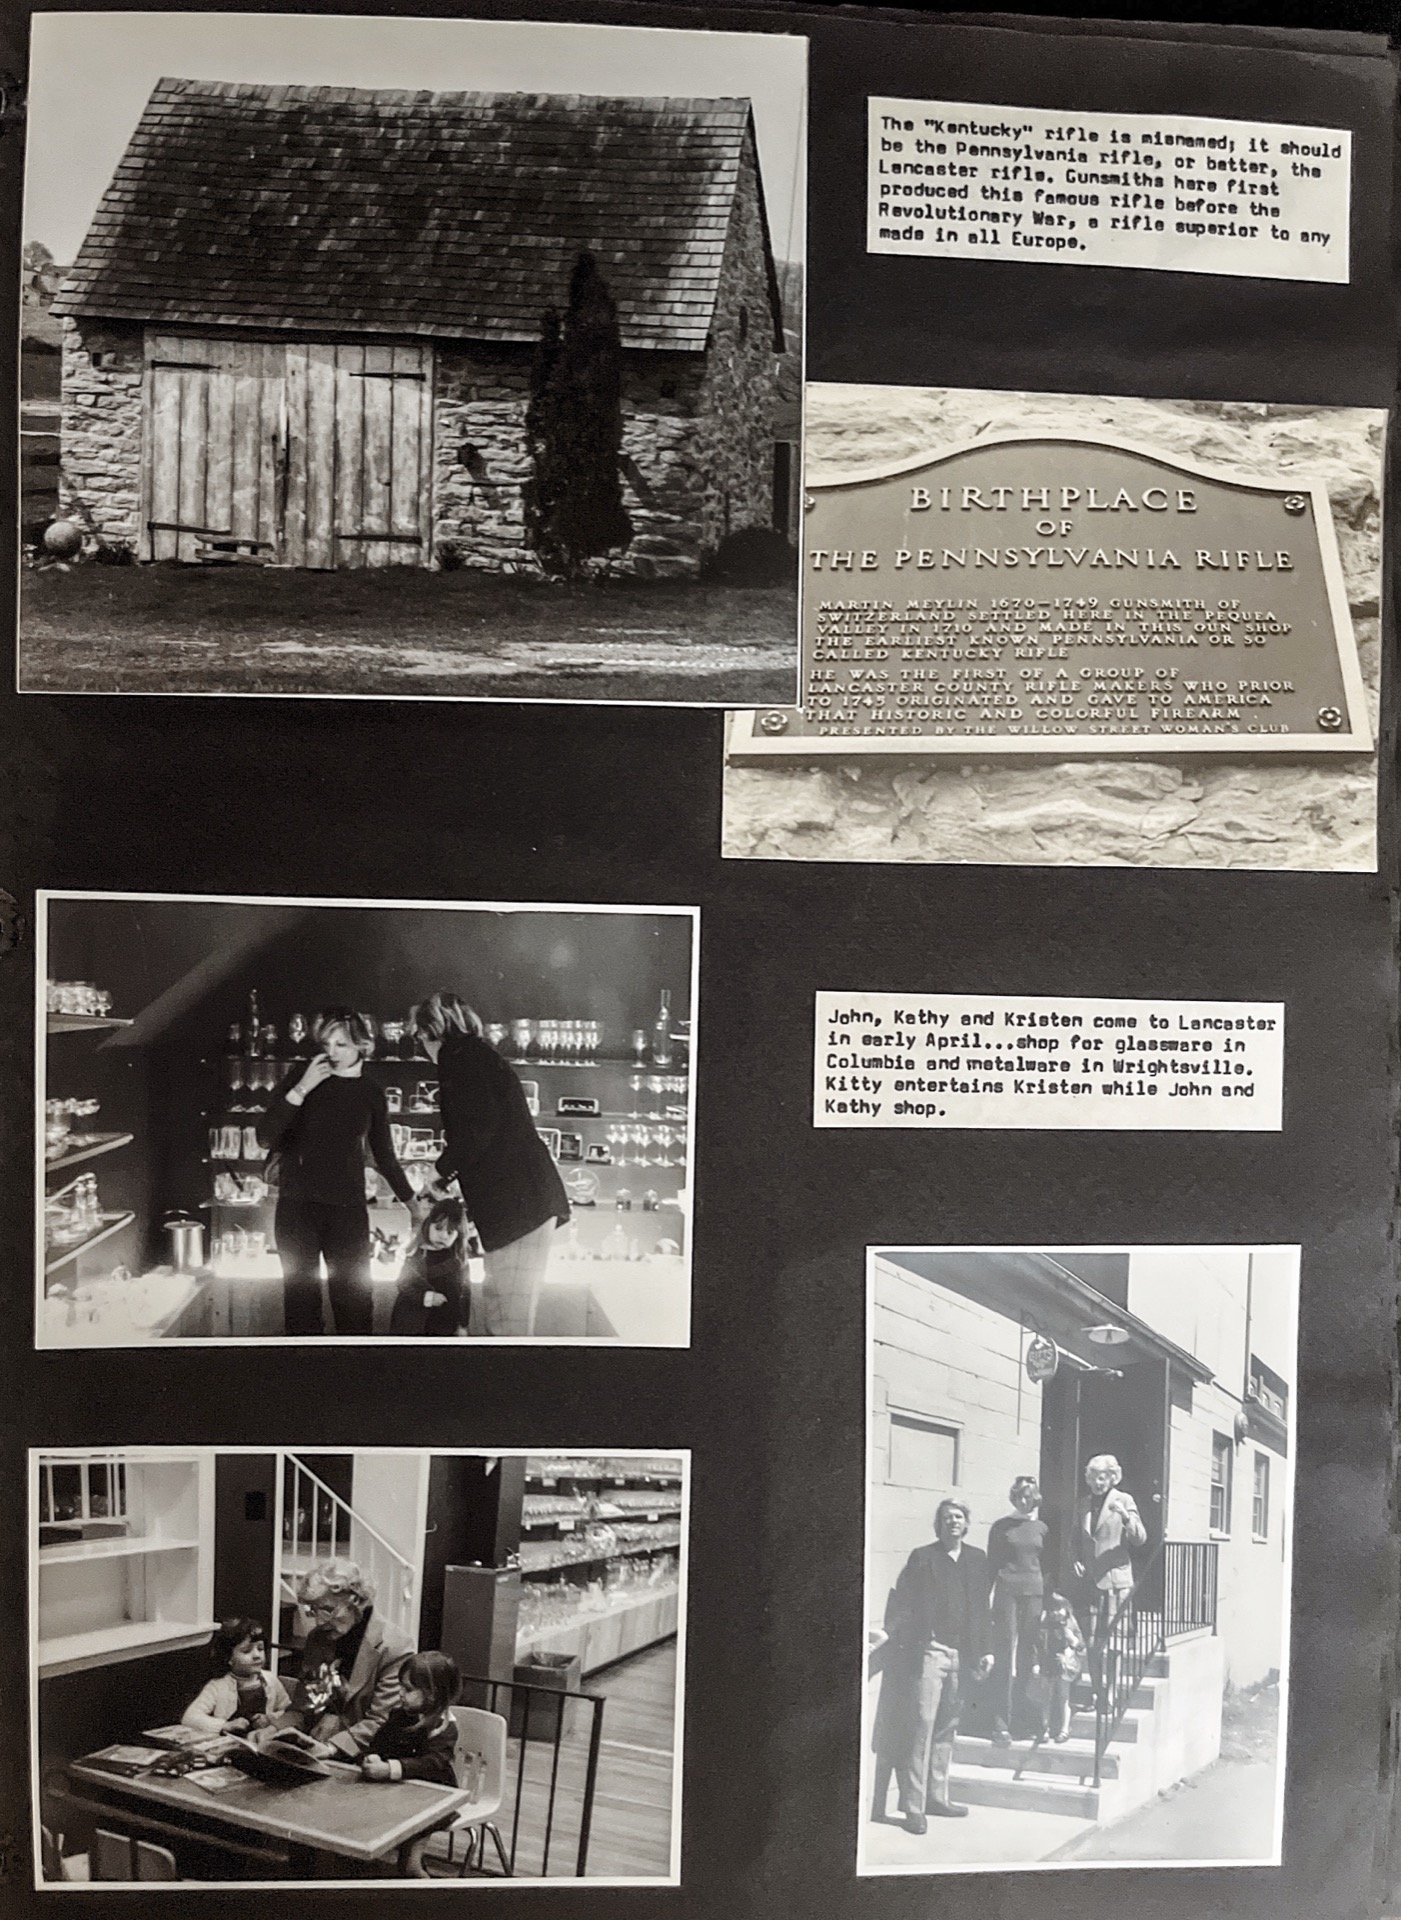 The "Kentucky" rifle is misnamed; it should
be the Pennsylvania rifle, or better, the
Lancaster rifle. Gunsmiths here first
produced this famous rifle before the
Revolutionary War, a rifle superior to any
made in all Europe.
BIRTHPLACE
OF
THE PENNSYLVANIA RIFLE
MARTIN MEYLIN 1670-1749 GUNSMITH OF
SWITZERLAND SETTLED HERE IN THE PEQUEA
VALLEY IN 1710 AND MADE IN THIS GUN SHOP
THE EARLIEST KNOWN PENNSYLVANIA OR SO
CALLED KENTUCKY RIFLE
HE WAS THE FIRST OF A GROUP OF
LANCASTER COUNTY RIFLE MAKERS WHO PRIOR
TO 1745 ORIGINATED AND GAVE TO AMERICA
THAT HISTORIC AND COLORFUL FIREARM
PRESENTED BY THE WILLOW STREET WOMAN'S CLUB
John, Kathy and Kristen come to Lancaster
in early April...shop for glassware in
Columbia and metalware in Wrightsville.
Kitty entertains Kristen while John and
Kathy shop.
GIFTS